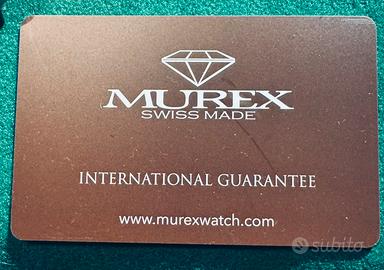 MUREX
SWISS MADE
INTERNATIONAL GUARANTEE
www.murexwatch.com
subito